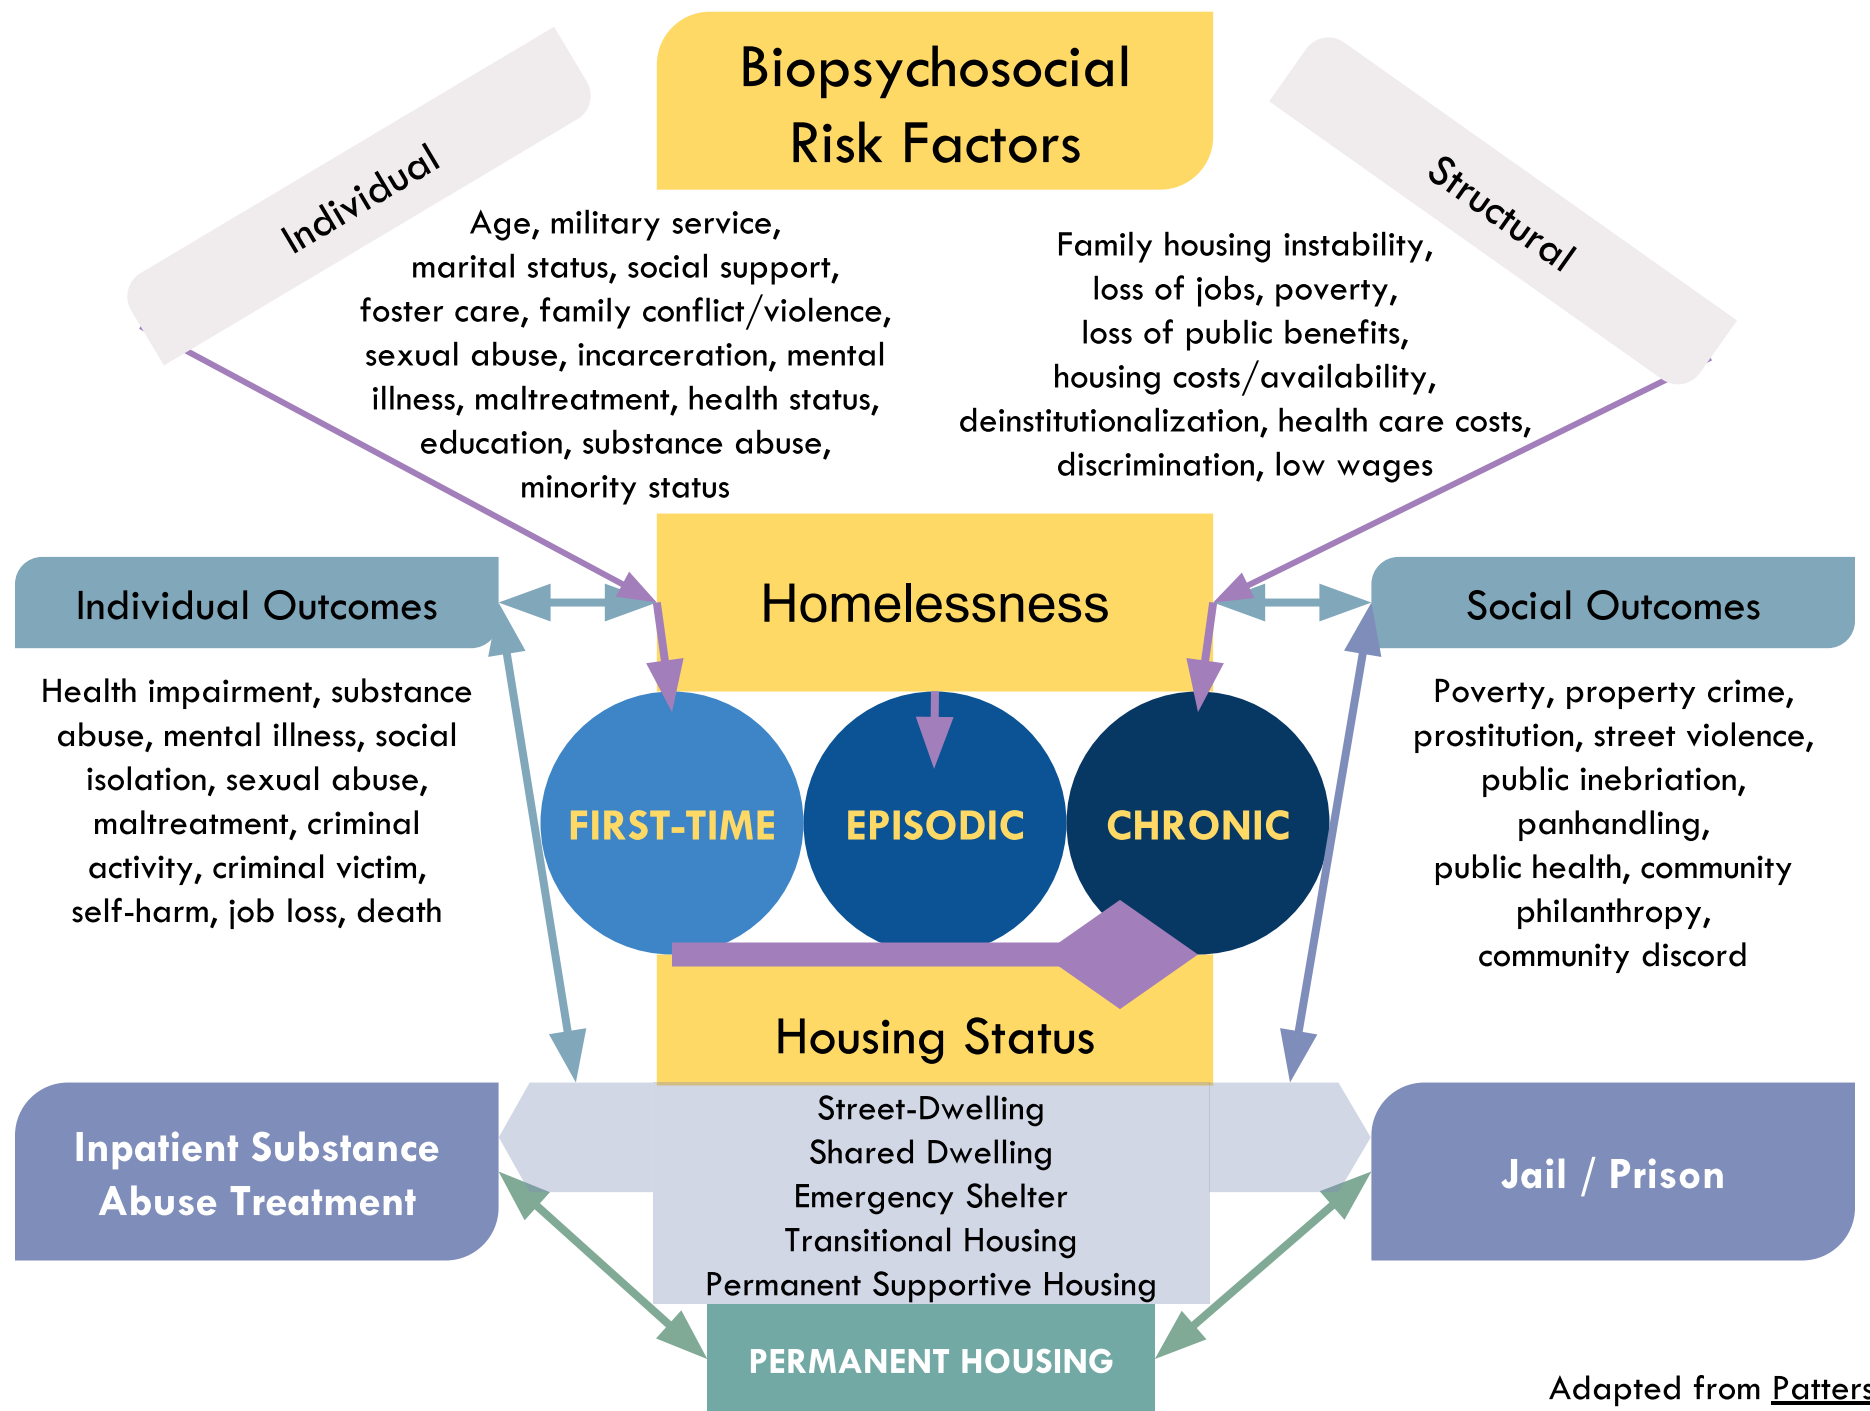 Biopsychosocial
Risk Factors
Individual
Structural
Age, military service,
marital status, social support,
foster care, family conflict/violence,
sexual abuse, incarceration, mental
illness, maltreatment, health status,
education, substance abuse,
minority status
Family housing instability,
loss of jobs, poverty,
loss of public benefits,
housing costs/availability,
deinstitutionalization, health care costs,
discrimination, low wages
Homelessness
Individual Outcomes
Health impairment, substance
abuse, mental illness, social
isolation, sexual abuse,
maltreatment, criminal
activity, criminal victim,
self-harm, job loss, death
Social Outcomes
Poverty, property crime,
prostitution, street violence,
public inebriation,
panhandling,
public health, community
philanthropy,
community discord
FIRST-TIME
EPISODIC
CHRONIC
Housing Status
Street-Dwelling
Shared Dwelling
Emergency Shelter
Transitional Housing
Permanent Supportive Housing
Inpatient Substance
Abuse Treatment
Jail / Prison
PERMANENT HOUSING
Adapted from